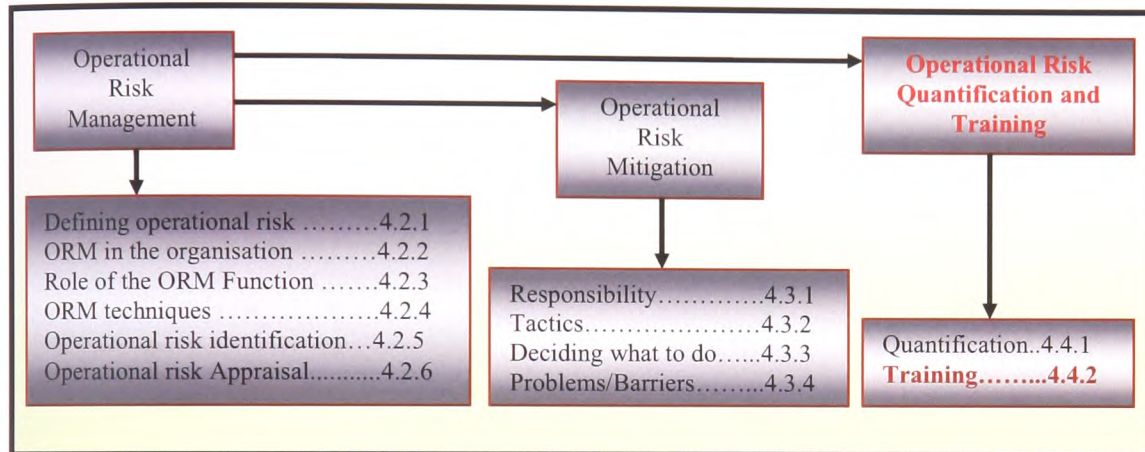 Operational
Risk
Management
Operational
Risk
Mitigation
Operational Risk
Quantification and
Training
Defining operational risk .........4.2.1
ORM in the organisation ........4.2.2
Role of the ORM Function .......4.2.3
ORM techniques .....................4.2.4
Operational risk identification...4.2.5
Operational risk Appraisal...........4.2.6
Responsibility.............4.3.1
Tactics......................4.3.2
Deciding what to do......4.3.3
Problems/Barriers........4.3.4
Quantification..4.4.1
Training.........4.4.2